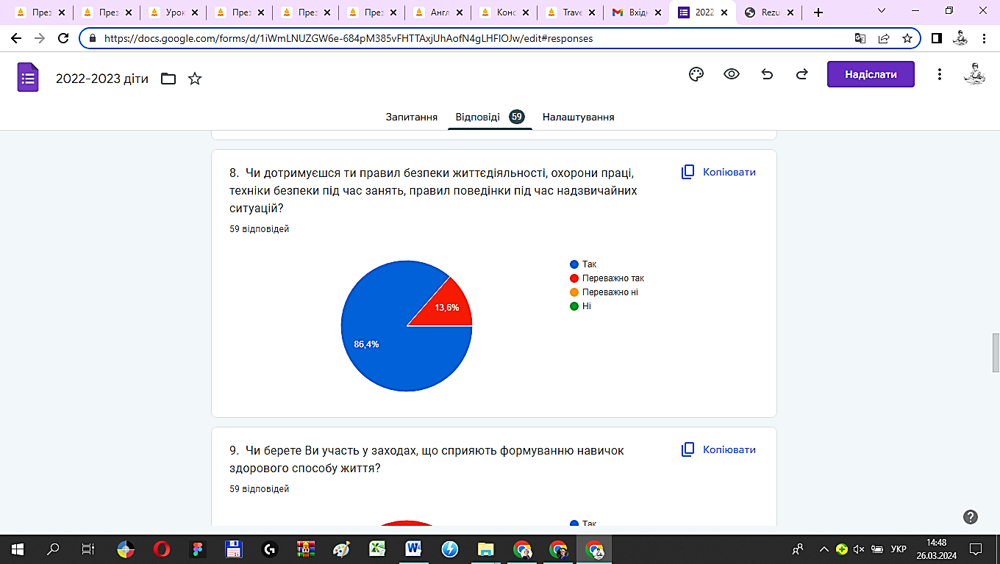 През
През
Урок
През
През
През
Англ
Конс
Trave
Вхідн
2022
Rezu
https://docs.google.com/forms/d/1iWmLNUZGW6e-684pM385vFHTTAxjUhAofN4gLHFIOJw/edit#responses
2022-2023 діти
Надіслати
Запитання
Відповіді 59
Налаштування
8. Чи дотримуєшся ти правил безпеки життєдіяльності, охорони праці,
техніки безпеки під час занять, правил поведінки під час надзвичайних
ситуацій?
Копіювати
59 відповідей
Так
Переважно так
Переважно ні
Ні
13,6%
86,4%
9. Чи берете Ви участь у заходах, що сприяють формуванню навичок
здорового способу життя?
Копіювати
59 відповідей
Так
УКР
14:48
26.03.2024